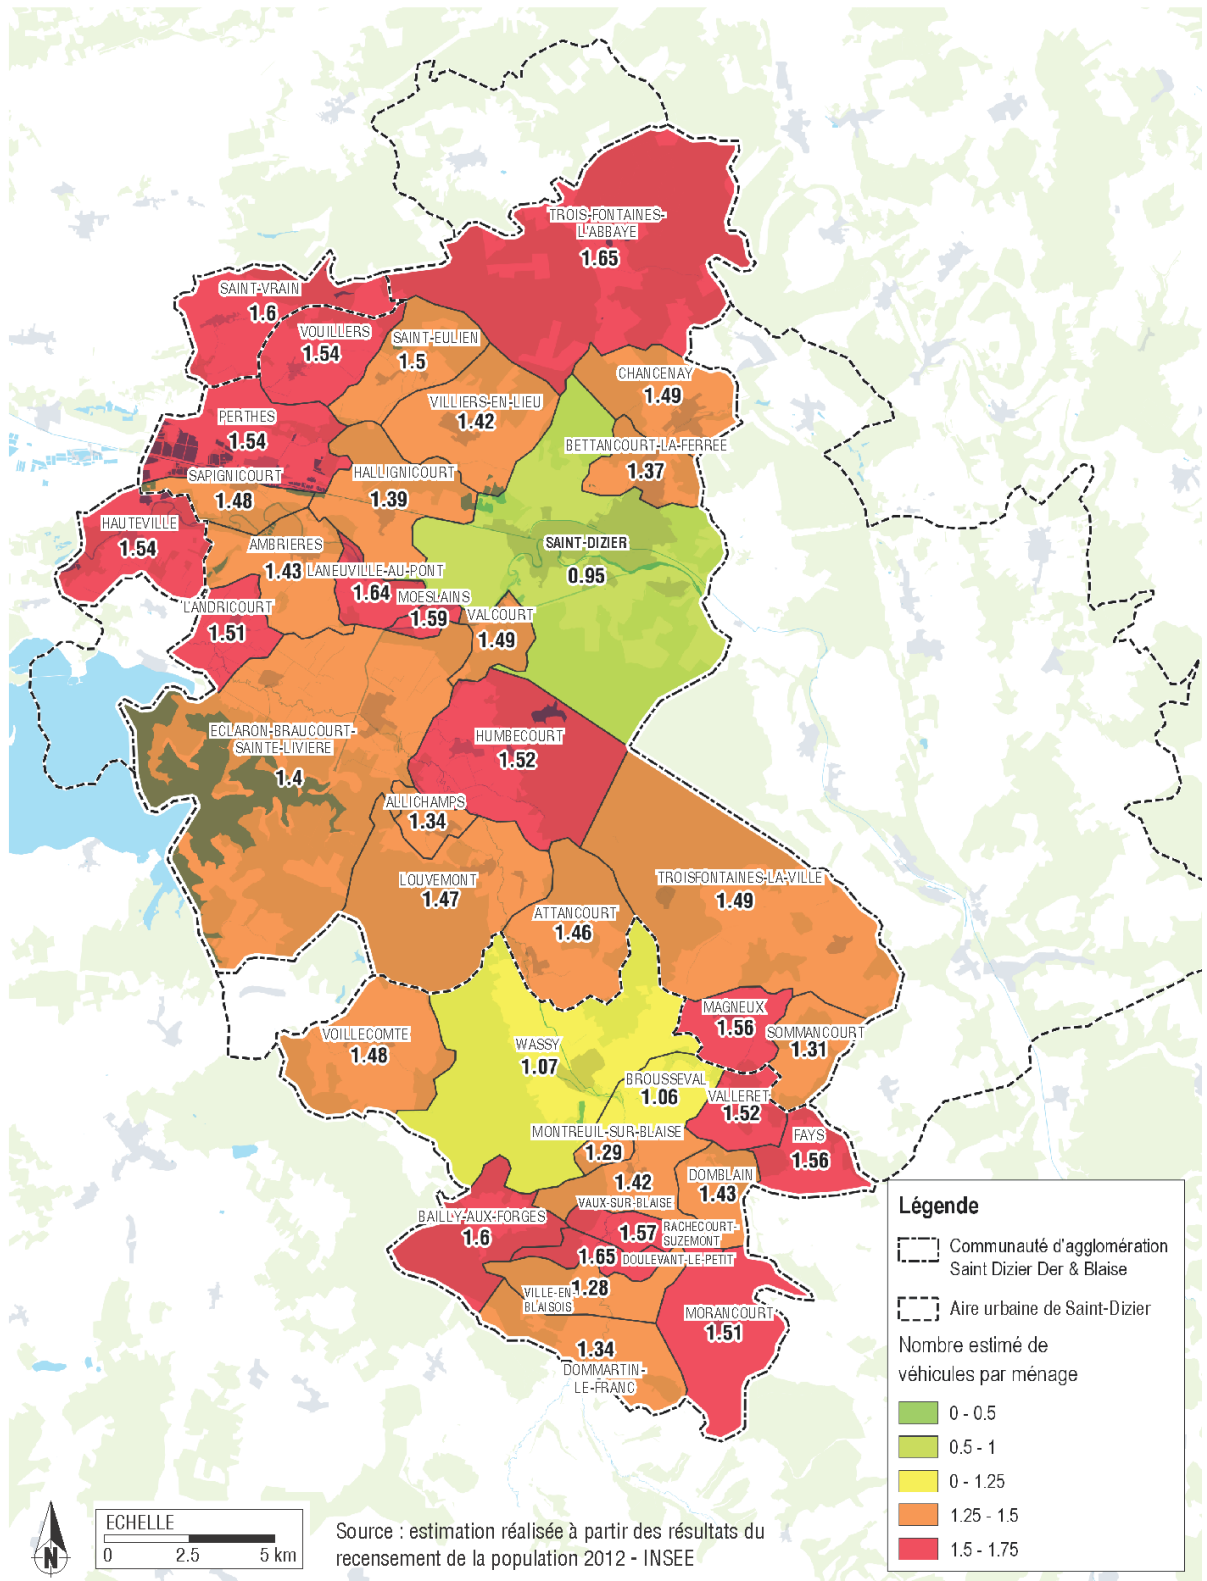 TROIS-FONTAINES-
L'ABBAYE
1.65
SAINT-VRAIN
1.6
VOUILLERS
1.54
SAINT-EULIEN
1.5
CHANCENAY
1.49
VILLIERS-EN-LIEU
1.42
PERTHES
1.54
BETTANCOURT-LA-FERREE
1.37
SAPIGNICOURT
1.48
HALLIGNICOURT
1.39
HAUTEVILLE
1.54
AMBRIERES
1.43
SAINT-DIZIER
0.95
LANEUVILLE-AU-PONT
1.64
MOESLAINS
1.59
LANDRICOURT
1.51
VALCOURT
1.49
ECLARON-BRAUCOURT-
SAINTE-LIVIERE
1.4
HUMBECOURT
1.52
ALLICHAMPS
1.34
LOUVEMONT
1.47
TROISFONTAINES-LA-VILLE
1.49
ATTANCOURT
1.46
MAGNEUX
1.56
SOMMANCOURT
1.31
VOILLECOMTE
1.48
WASSY
1.07
BROUSSEVAL
1.06
VALLERET
1.52
MONTREUIL-SUR-BLAISE
1.29
FAYS
1.56
1.42
VAUX-SUR-BLAISE
DOMBLAIN
1.43
BAILLY-AUX-FORGES
1.6
1.57
RACHECOURT-
SUZEMONT
1.65
DOULEVANT-LE-PETIT
VILLE-EN-
BLAISOIS
1.28
MORANCOURT
1.51
1.34
DOMMARTIN-
LE-FRANC
Légende
Communauté d'agglomération
Saint Dizier Der & Blaise
Aire urbaine de Saint-Dizier
Nombre estimé de
véhicules par ménage
0 - 0.5
0.5 - 1
0 - 1.25
1.25 - 1.5
1.5 - 1.75
N
ECHELLE
0 2.5 5 km
Source : estimation réalisée à partir des résultats du
recensement de la population 2012 - INSEE